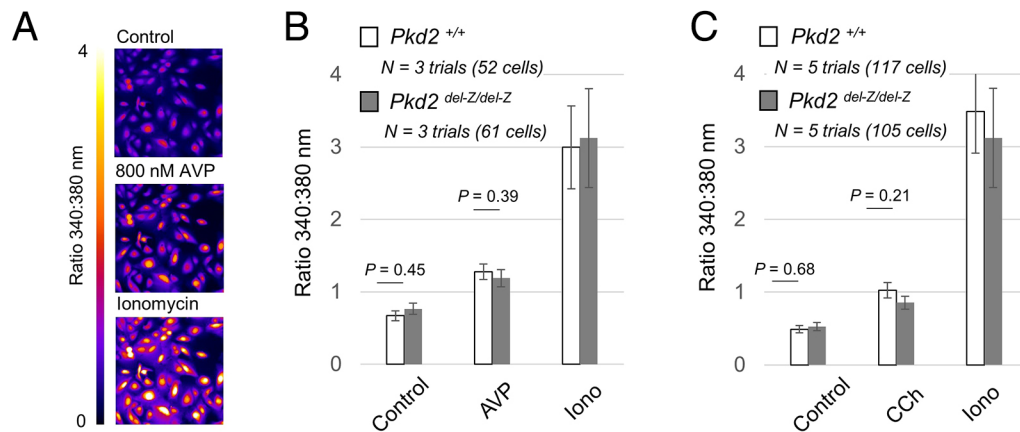 A
Control
4
800 nM AVP
Ratio 340:380 nm
Ionomycin
0
B
Pkd2 +/+
N = 3 trials (52 cells)
Pkd2 del-Z/del-Z
N = 3 trials (61 cells)
4
3
2
1
0
Ratio 340:380 nm
P = 0.45
P = 0.39
Control
AVP
Iono
C
Pkd2 +/+
N = 5 trials (117 cells)
Pkd2 del-Z/del-Z
N = 5 trials (105 cells)
4
3
2
1
0
Ratio 340:380 nm
P = 0.68
P = 0.21
Control
CCh
Iono